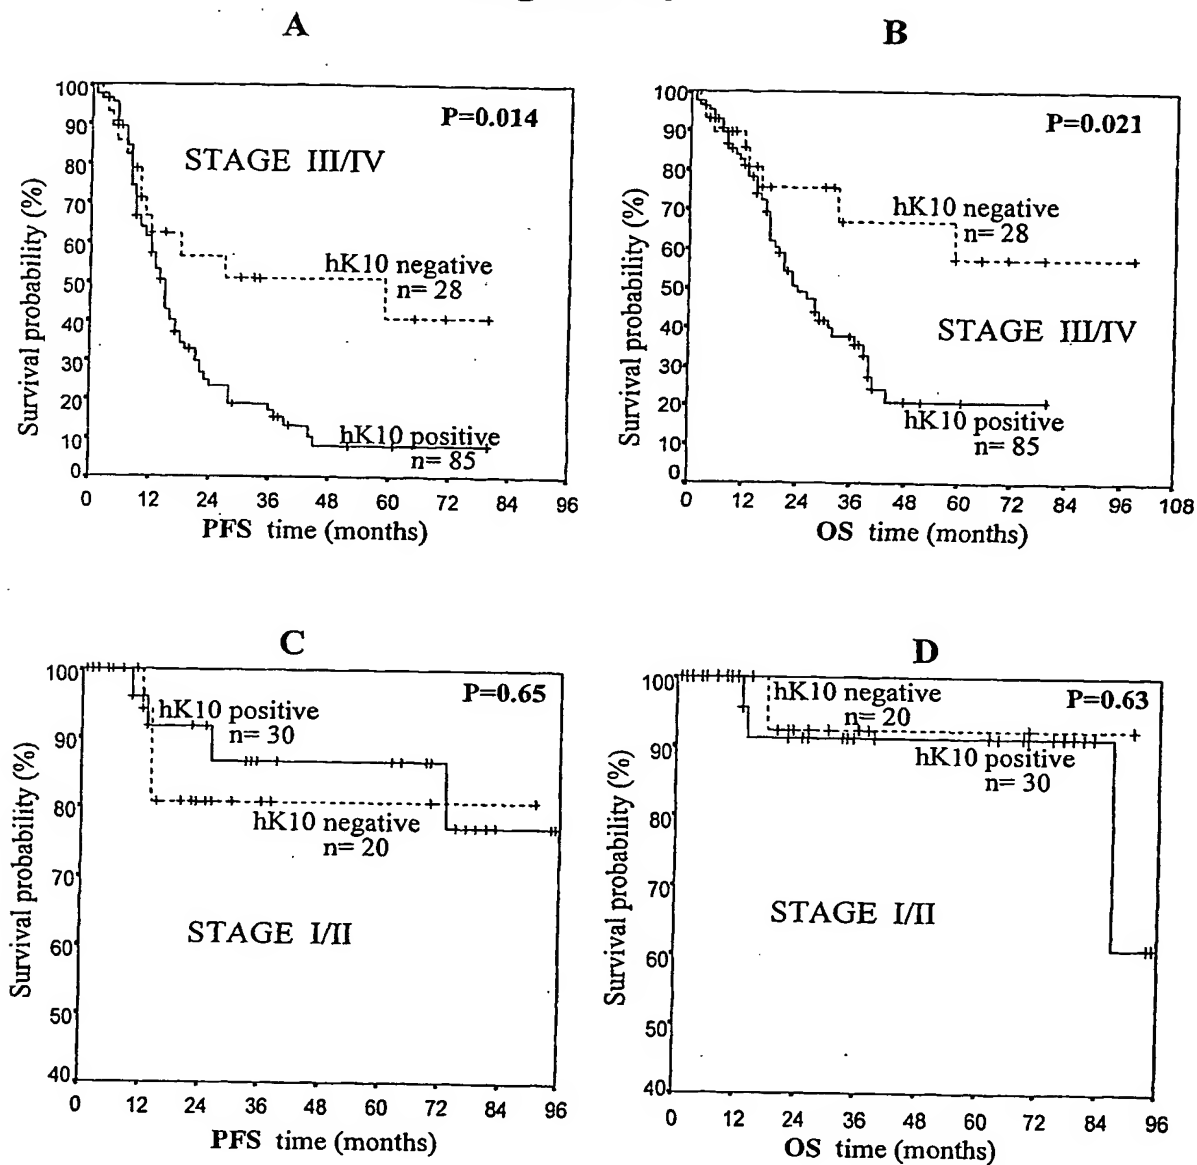 A
100
90
80
70
60
50
40
30
20
10
0
Survival probability (%)
P=0.014
STAGE III/IV
hK10 negative
n= 28
hK10 positive
n= 85
0 12 24 36 48 60 72 84 96
PFS time (months)
B
100
90
80
70
60
50
40
30
20
10
0
Survival probability (%)
P=0.021
hK10 negative
n= 28
STAGE III/IV
hK10 positive
n= 85
0 12 24 36 48 60 72 84 96 108
OS time (months)
C
100
90
80
70
60
50
40
Survival probability (%)
P=0.65
hK10 positive
n= 30
hK10 negative
n= 20
STAGE I/II
0 12 24 36 48 60 72 84 96
PFS time (months)
D
100
90
80
70
60
50
40
Survival probability (%)
P=0.63
hK10 negative
n= 20
hK10 positive
n= 30
STAGE I/II
0 12 24 36 48 60 72 84 96
OS time (months)